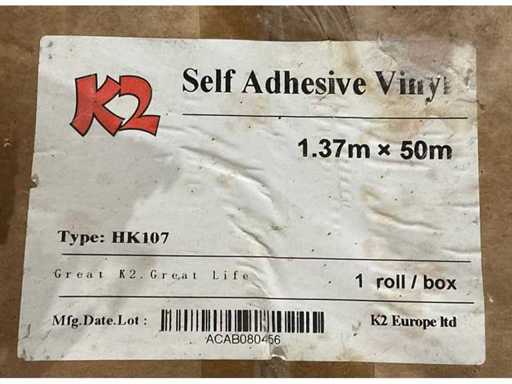 K2
Self Adhesive Vinyl
1.37m × 50m
Type: HK107
Great K2.Great Life
1 roll / box
Mfg.Date.Lot :
ACAB080456
K2 Europe ltd